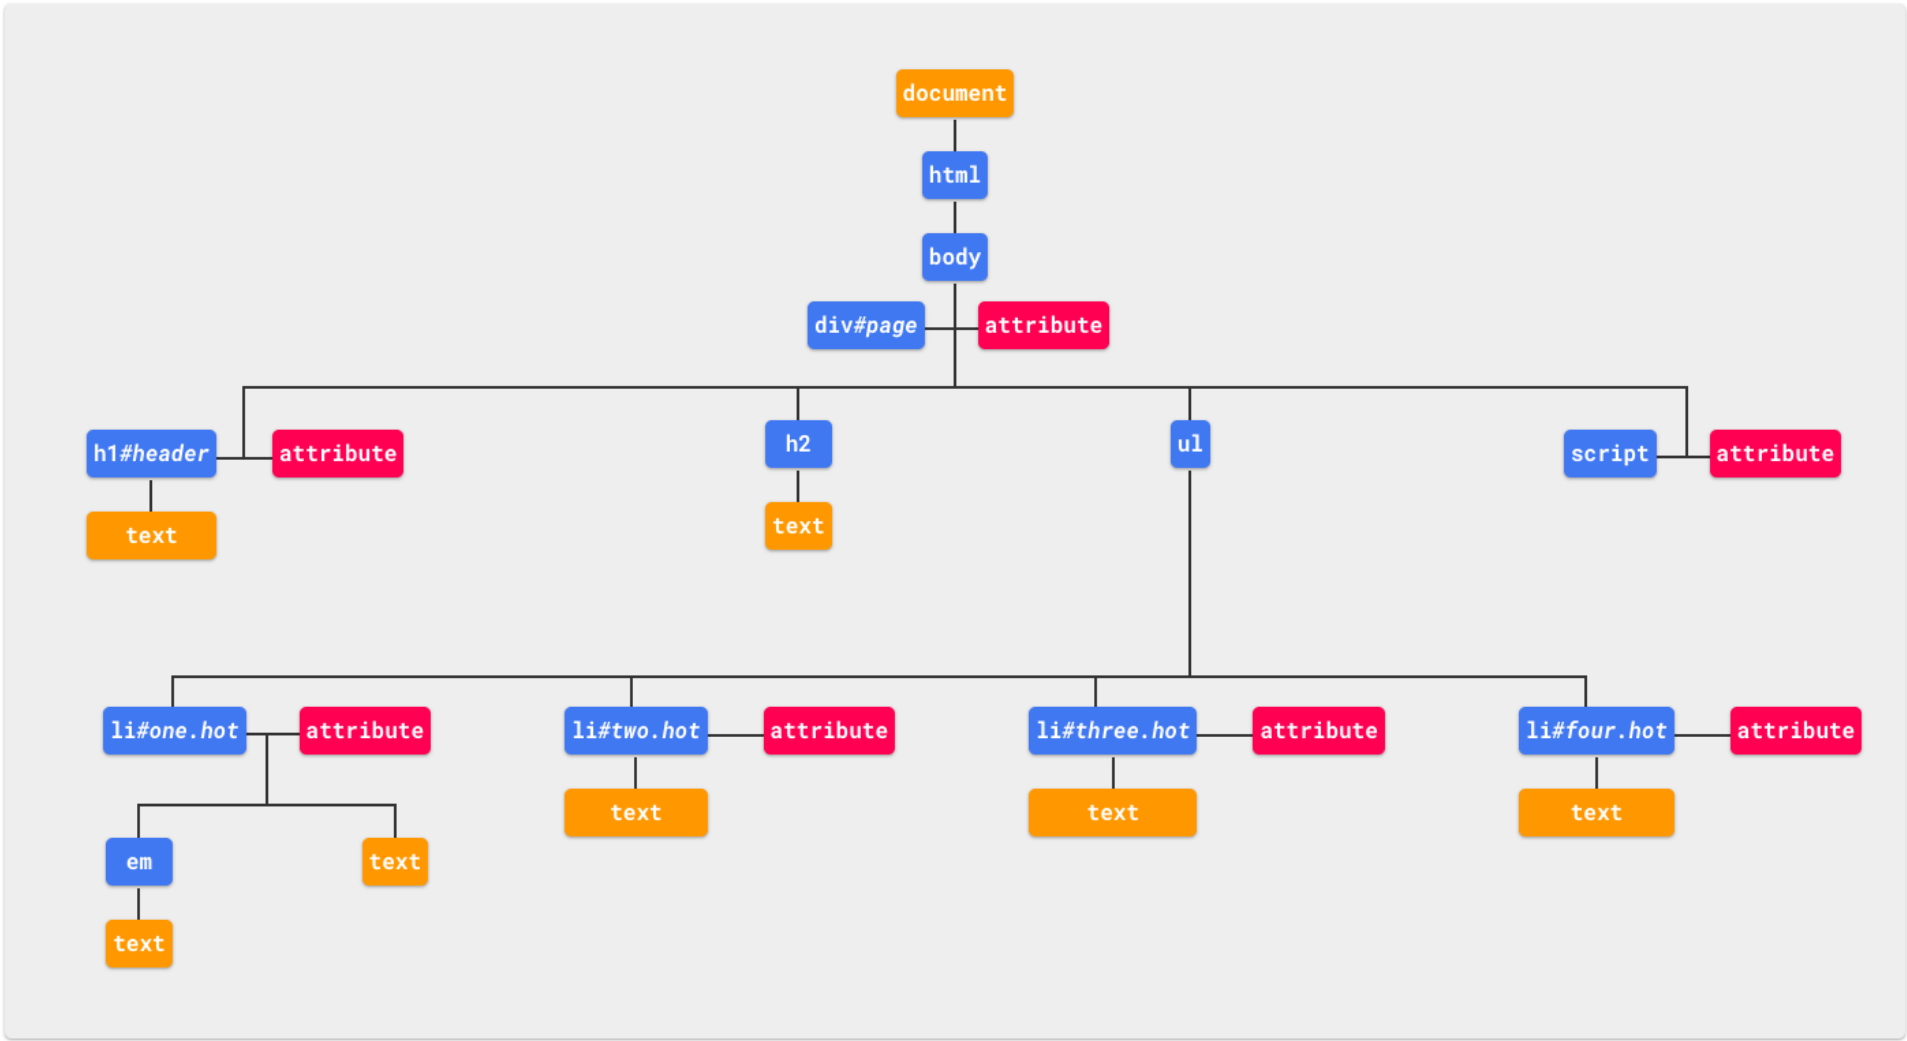 document
html
body
div#page
attribute
h1#header
attribute
h2
ul
script
attribute
text
text
li#one.hot
attribute
li#two.hot
attribute
li#three.hot
attribute
li#four.hot
attribute
text
text
text
em
text
text